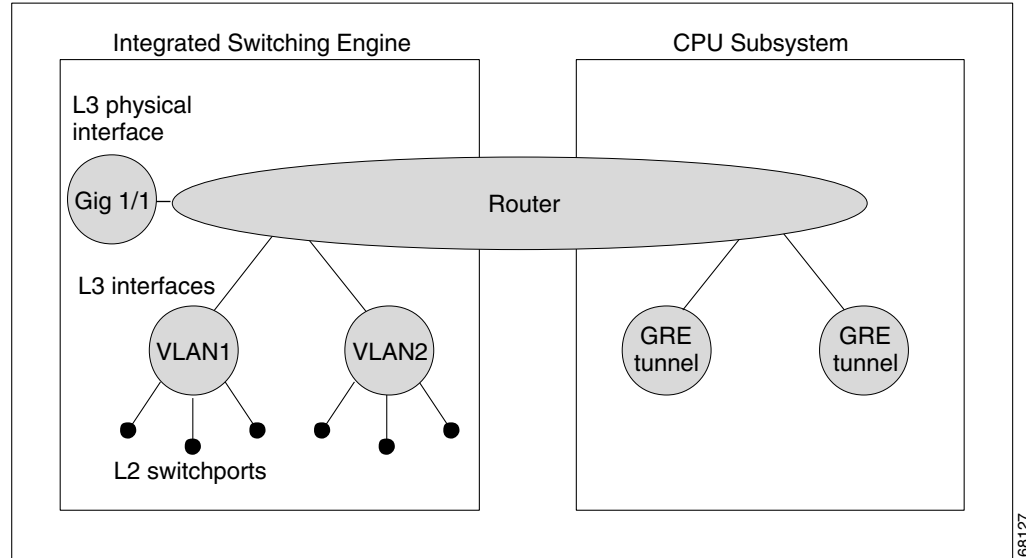 Integrated Switching Engine
CPU Subsystem
L3 physical
interface
Gig 1/1
Router
L3 interfaces
VLAN1
VLAN2
GRE
tunnel
GRE
tunnel
L2 switchports
68127